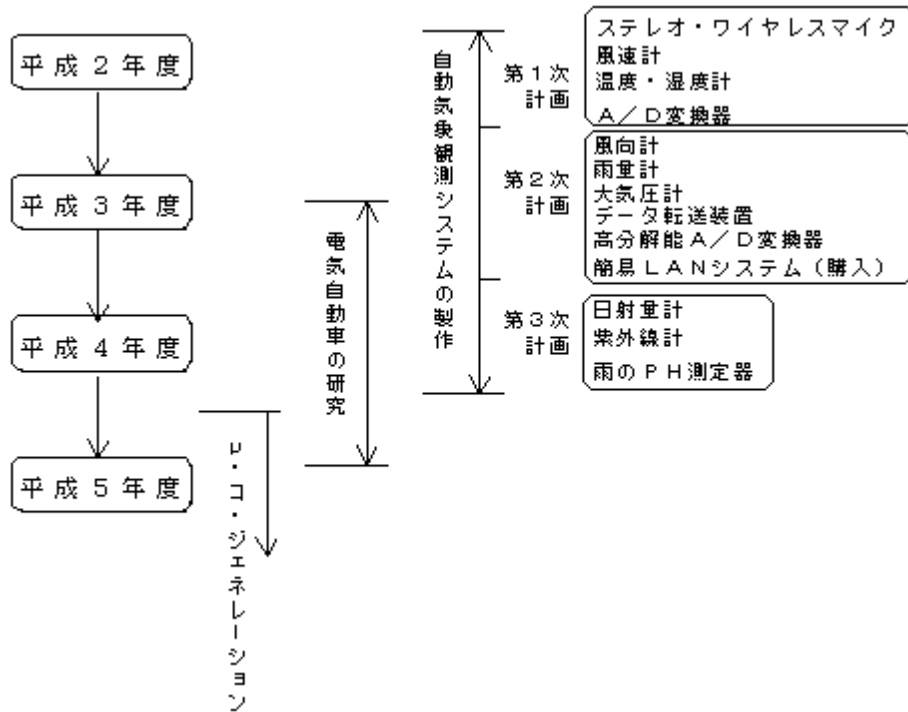 平成２年度
平成３年度
平成４年度
平成５年度
μ・コ・ジェネレーション
電気自動車の研究
自動気象観測システムの製作
第１次
計画
ステレオ・ワイヤレスマイク
風速計
温度・湿度計
Ａ／Ｄ変換器
第２次
計画
風向計
雨量計
大気圧計
データ転送装置
高分解能Ａ／Ｄ変換器
簡易ＬＡＮシステム（購入）
第３次
計画
日射量計
紫外線計
雨のＰＨ測定器